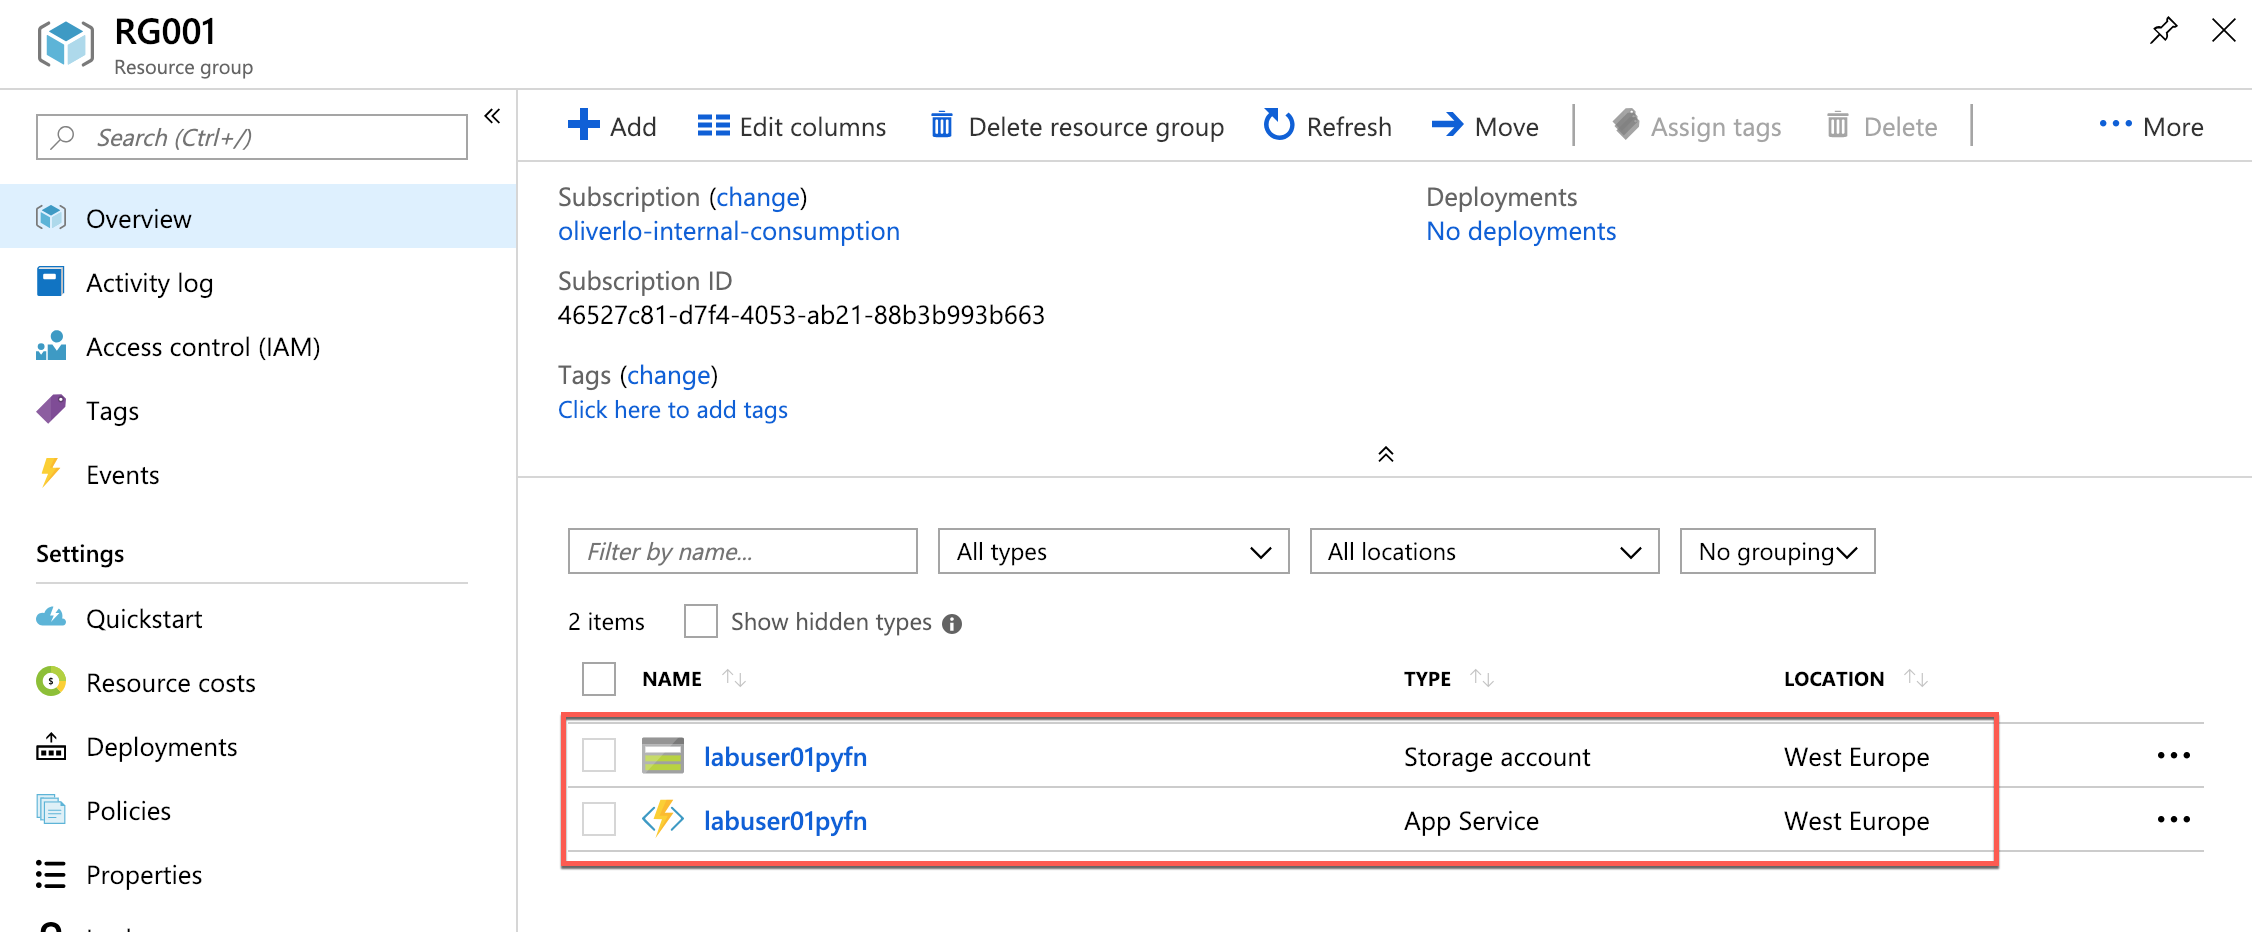 RG001
Resource group
Search (Ctrl+/)
Overview
Activity log
Access control (IAM)
Tags
Events
Settings
Quickstart
Resource costs
Deployments
Policies
Properties
Add Edit columns Delete resource group Refresh Move Assign tags Delete More
Subscription (change)
oliverlo-internal-consumption
Deployments
No deployments
Subscription ID
46527c81-d7f4-4053-ab21-88b3b993b663
Tags (change)
Click here to add tags
Filter by name... All types All locations No grouping
2 items Show hidden types
NAME TYPE LOCATION
labuser01pyfn Storage account West Europe
labuser01pyfn App Service West Europe